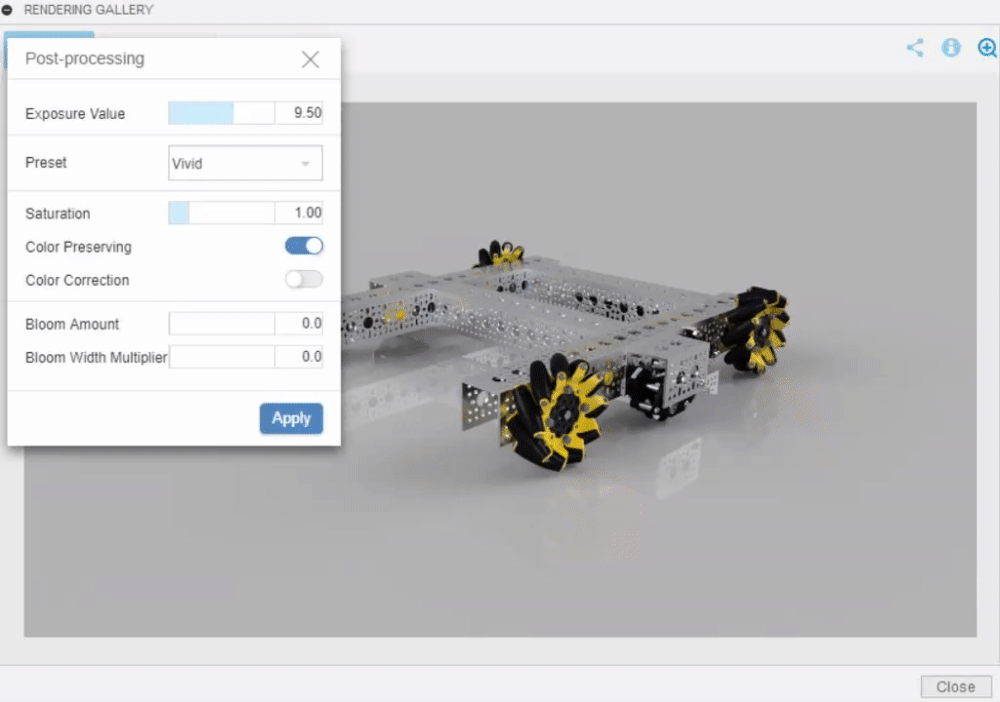 RENDERING GALLERY
Post-processing
Exposure Value 9.50
Preset Vivid
Saturation 1.00
Color Preserving
Color Correction
Bloom Amount 0.0
Bloom Width Multiplier 0.0
Apply
Close